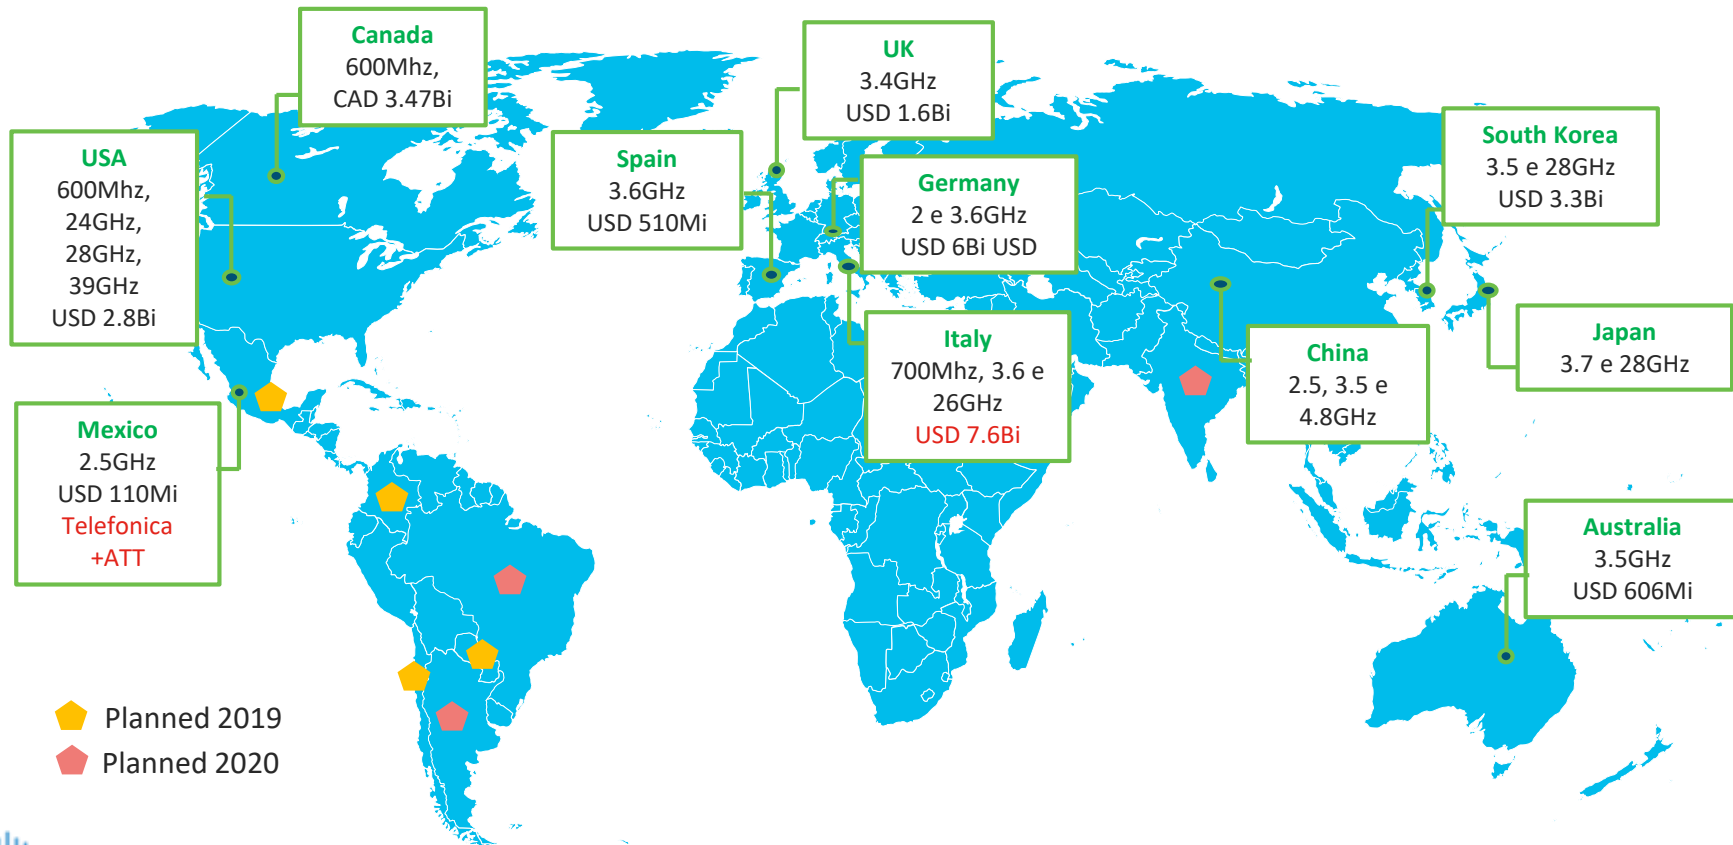 Canada
600Mhz,
CAD 3.47Bi
UK
3.4GHz
USD 1.6Bi
USA
600Mhz,
24GHz,
28GHz,
39GHz
USD 2.8Bi
Spain
3.6GHz
USD 510Mi
Germany
2 e 3.6GHz
USD 6Bi USD
South Korea
3.5 e 28GHz
USD 3.3Bi
Italy
700Mhz, 3.6 e
26GHz
USD 7.6Bi
China
2.5, 3.5 e
4.8GHz
Japan
3.7 e 28GHz
Mexico
2.5GHz
USD 110Mi
Telefonica
+ATT
Australia
3.5GHz
USD 606Mi
Planned 2019
Planned 2020